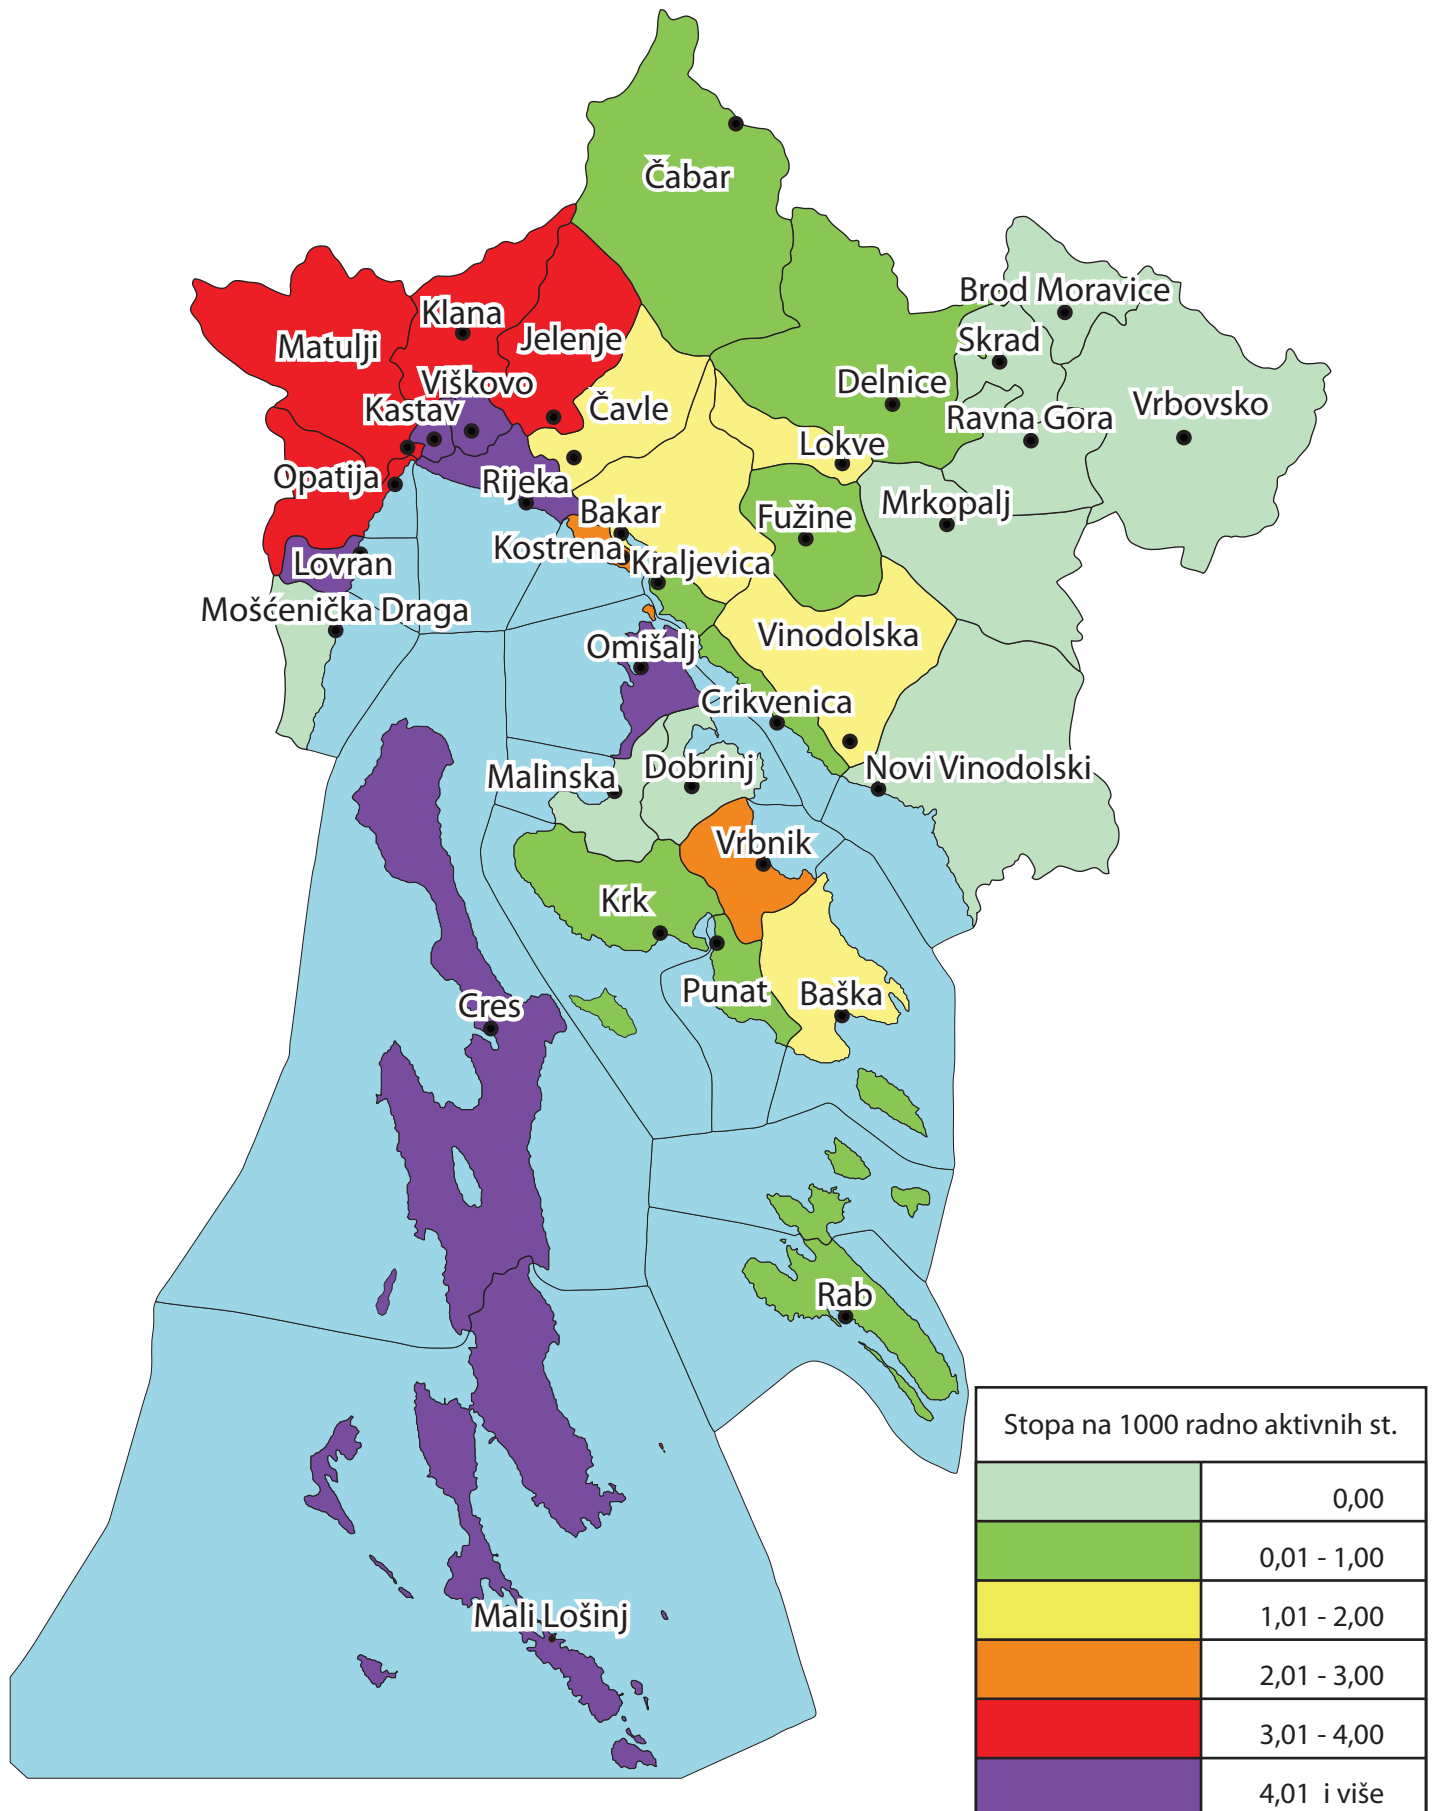 Čabar
Brod Moravice
Klana
Skrad
Matulji
Jelenje
Viškovo
Delnice
Kastav
Čavle
Vrbovsko
Ravna Gora
Lokve
Opatija
Rijeka
Mrkopalj
Bakar
Fužine
Kostrena
Kraljevica
Lovran
Mošćenička Draga
Vinodolska
Omišalj
Crikvenica
Malinska
Dobrinj
Novi Vinodolski
Vrbnik
Krk
Punat
Baška
Cres
Rab
Mali Lošinj
Stopa na 1000 radno aktivnih st.
0,00
0,01 - 1,00
1,01 - 2,00
2,01 - 3,00
3,01 - 4,00
4,01 i više